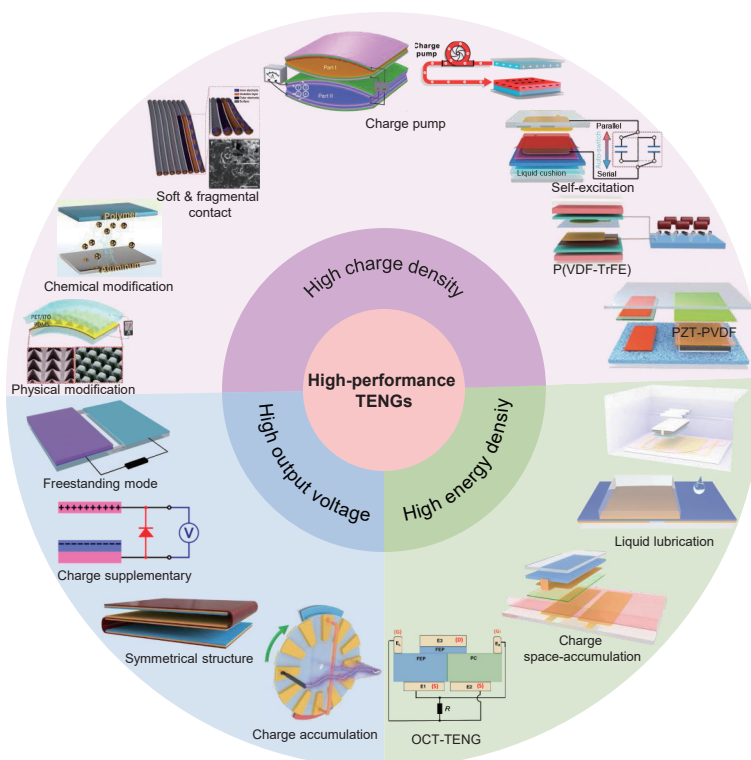 Charge
pump
Part I
Part II
Charge pump
Parallel
Autoswitch
Serial
Liquid cushion
Self-excitation
Soft & fragmental
contact
Polymer
Aluminum
Chemical modification
P(VDF-TrFE)
PET/ITO
Physical modification
PZT-PVDF
High charge density
High-performance
TENGs
High output voltage
High energy densiy
Freestanding mode
V
Charge supplementary
Liquid lubrication
Symmetrical structure
Charge
space-accumulation
Charge accumulation
(G)
(G)
E3
(D)
FEP
FEP
PC
E1
(S)
E2
(S)
R
OCT-TENG